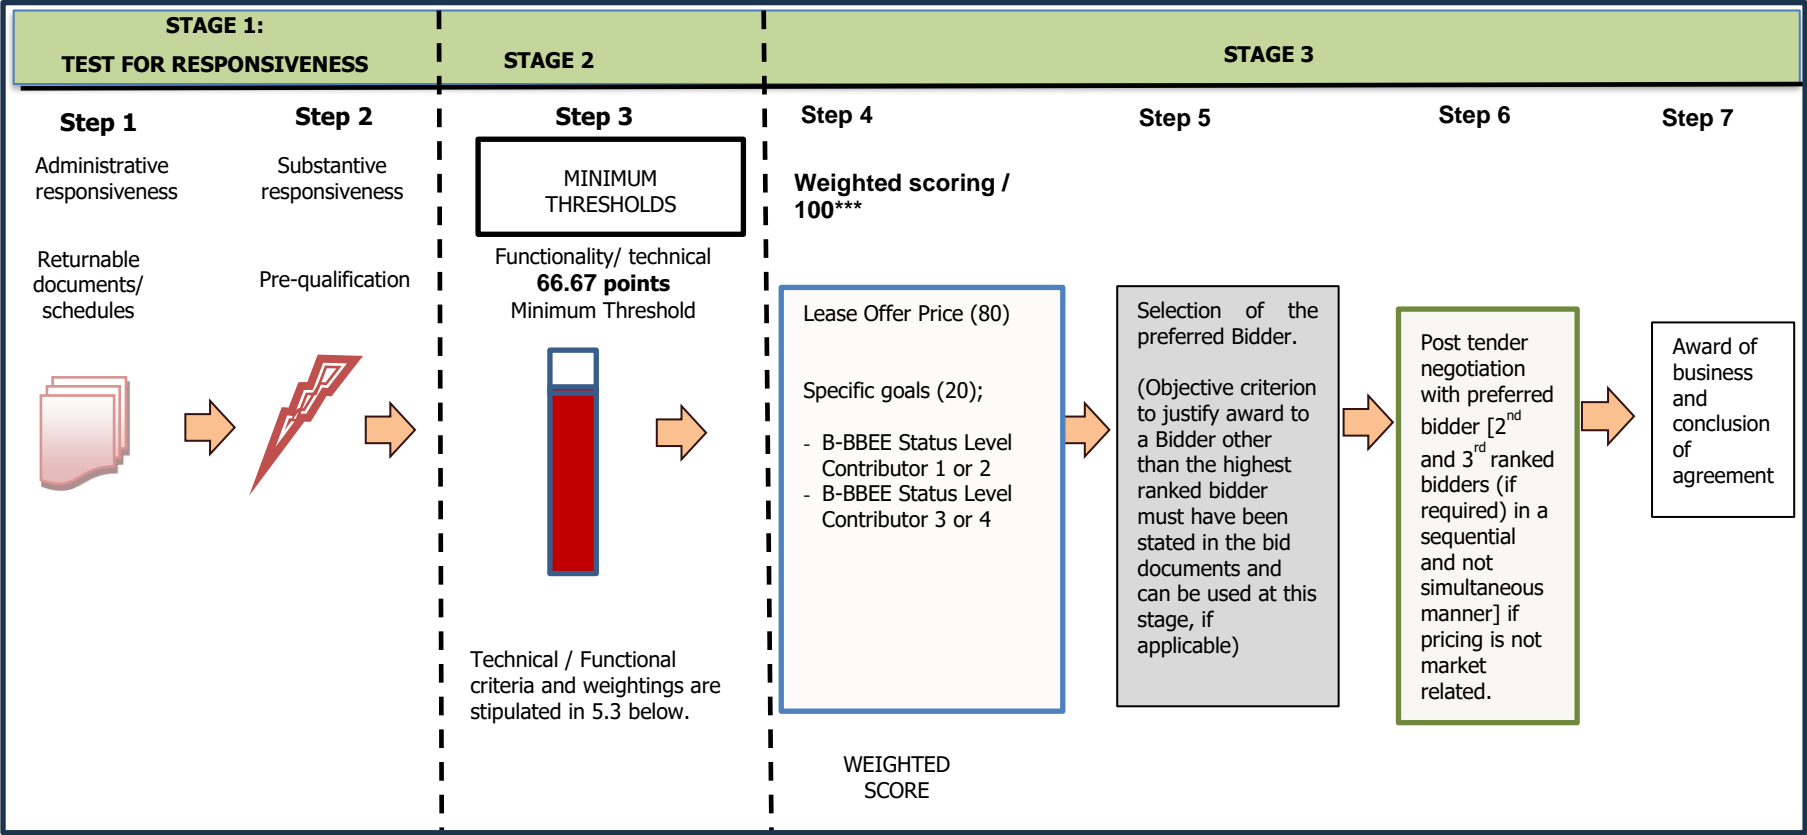 STAGE 1:
TEST FOR RESPONSIVENESS
STAGE 2
STAGE 3
Step 1
Administrative
responsiveness
Returnable
documents/
schedules
Step 2
Substantive
responsiveness
Pre-qualification
Step 3
MINIMUM
THRESHOLDS
Functionality/ technical
66.67 points
Minimum Threshold
Technical / Functional
criteria and weightings are
stipulated in 5.3 below.
Step 4
Weighted scoring /
100***
Lease Offer Price (80)
Specific goals (20);
- B-BBEE Status Level
Contributor 1 or 2
- B-BBEE Status Level
Contributor 3 or 4
WEIGHTED
SCORE
Step 5
Selection of the
preferred Bidder.
(Objective criterion
to justify award to
a Bidder other
than the highest
ranked bidder
must have been
stated in the bid
documents and
can be used at this
stage, if
applicable)
Step 6
Post tender
negotiation
with preferred
bidder [2nd
and 3rd ranked
bidders (if
required) in a
sequential
and not
simultaneous
manner] if
pricing is not
market
related.
Step 7
Award of
business
and
conclusion
of
agreement